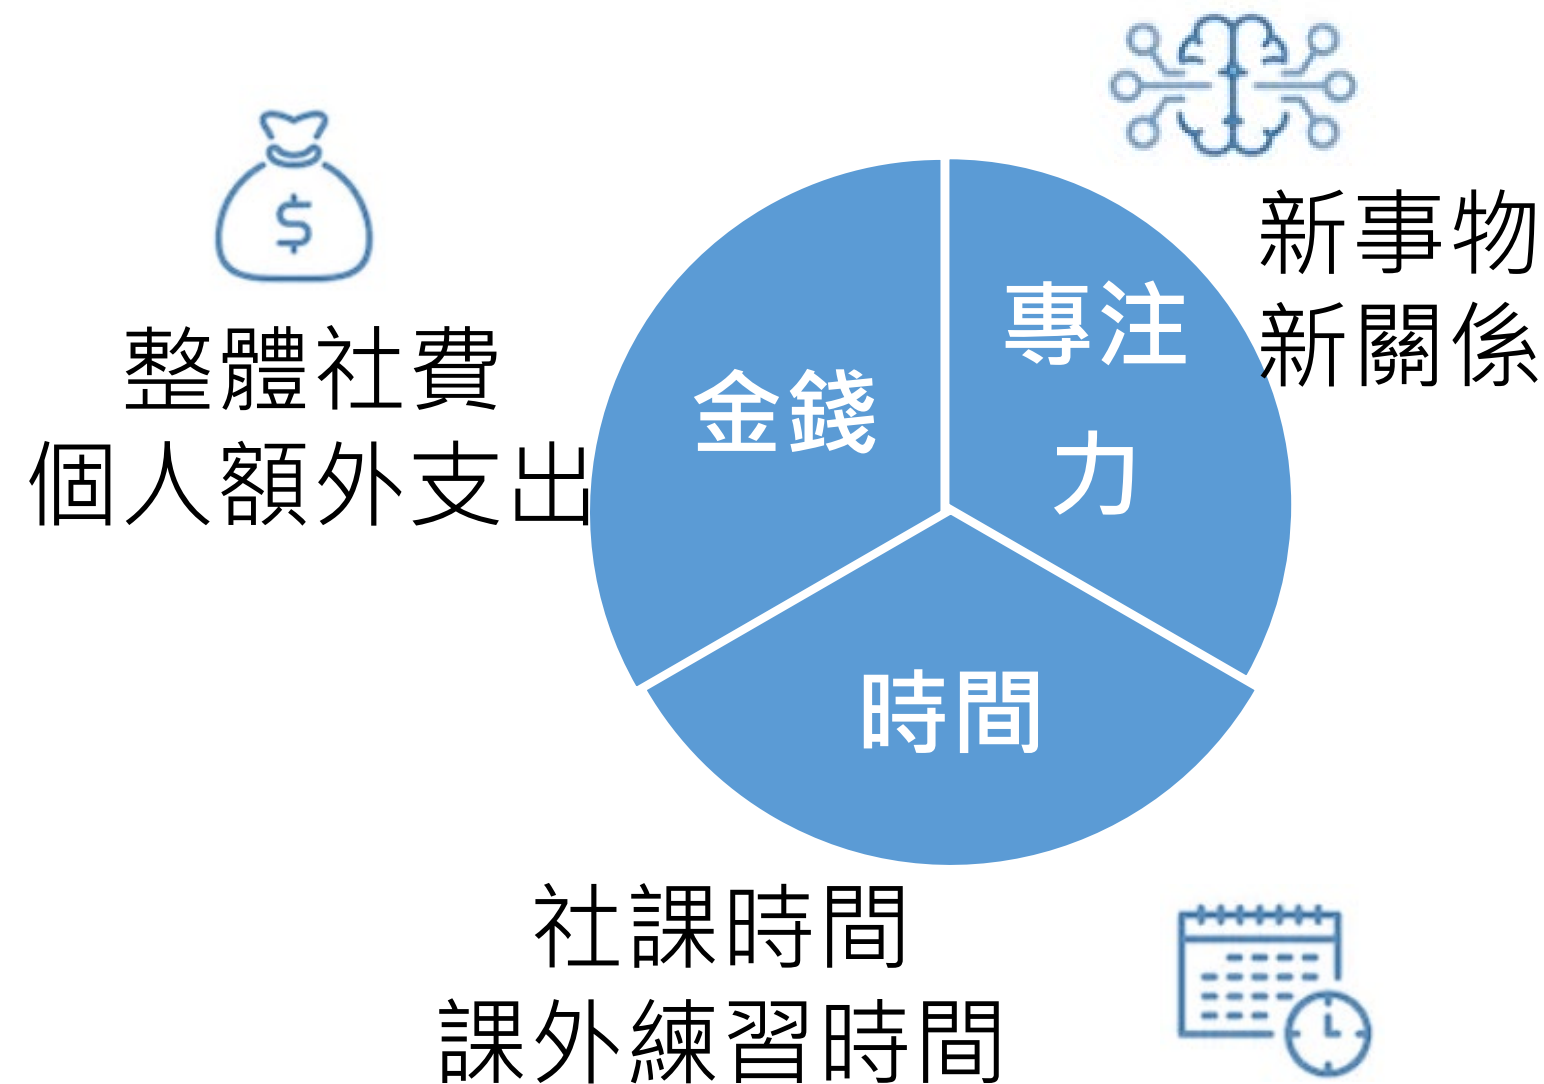 新事物
新關係
專注
力
金錢
整體社費
個人額外支出
$
時間
社課時間
課外練習時間